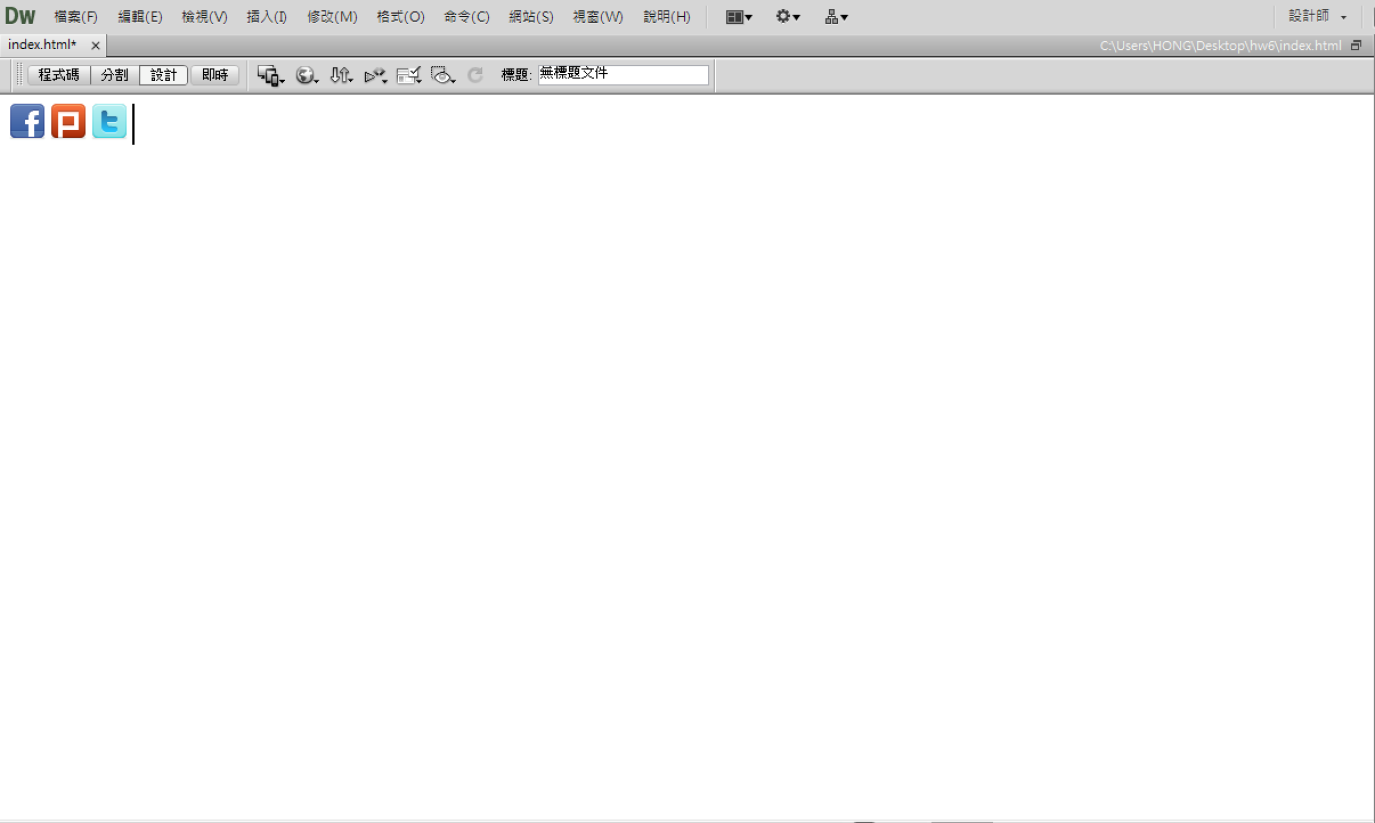 Dw 檔案(F) 編輯(E) 檢視(V) 插入(I) 修改(M) 格式(O) 命令(C) 網站(S) 視窗(W) 說明(H) 設計師
index.html* × C:\Users\HONG\Desktop\hw6\index.html
程式碼 分割 設計 即時 標題: 無標題文件